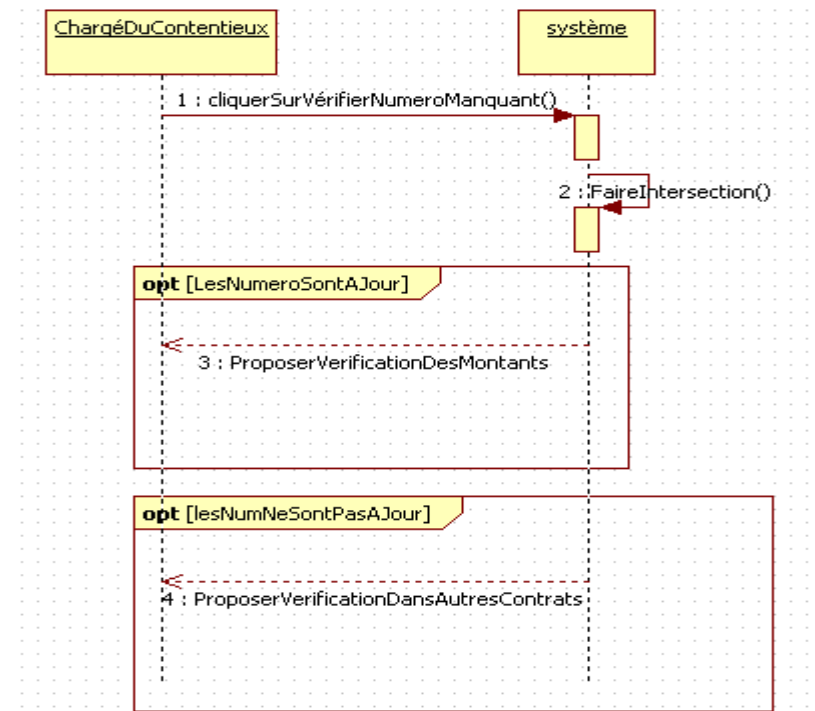 ChargéDuContentieux
système
1 : cliquerSurVérifierNumeroManquant()
2 : FaireIntersection()
opt [LesNumeroSontAJour]
3 : ProposerVerificationDesMontants
opt [lesNumNeSontPasAJour]
4 : ProposerVerificationDansAutresContrats